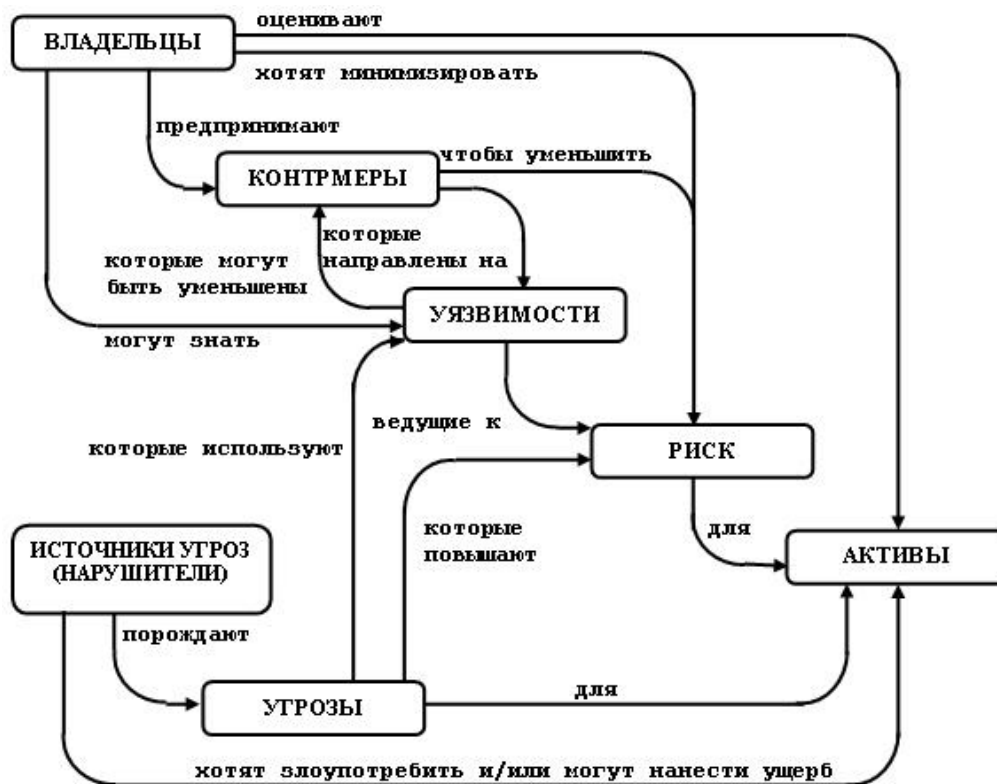 оценивают
ВЛАДЕЛЬЦЫ
хотят минимизировать
предпринимают
чтобы уменьшить
КОНТРМЕРЫ
которые
направлены на
которые могут
быть уменьшены
УЯЗВИМОСТИ
могут знать
ведущие к
которые используют
РИСК
которые
повышают
для
ИСТОЧНИКИ УГРОЗ
(НАРУШИТЕЛИ)
АКТИВЫ
порождают
для
УГРОЗЫ
хотят злоупотребить и/или могут нанести ущерб